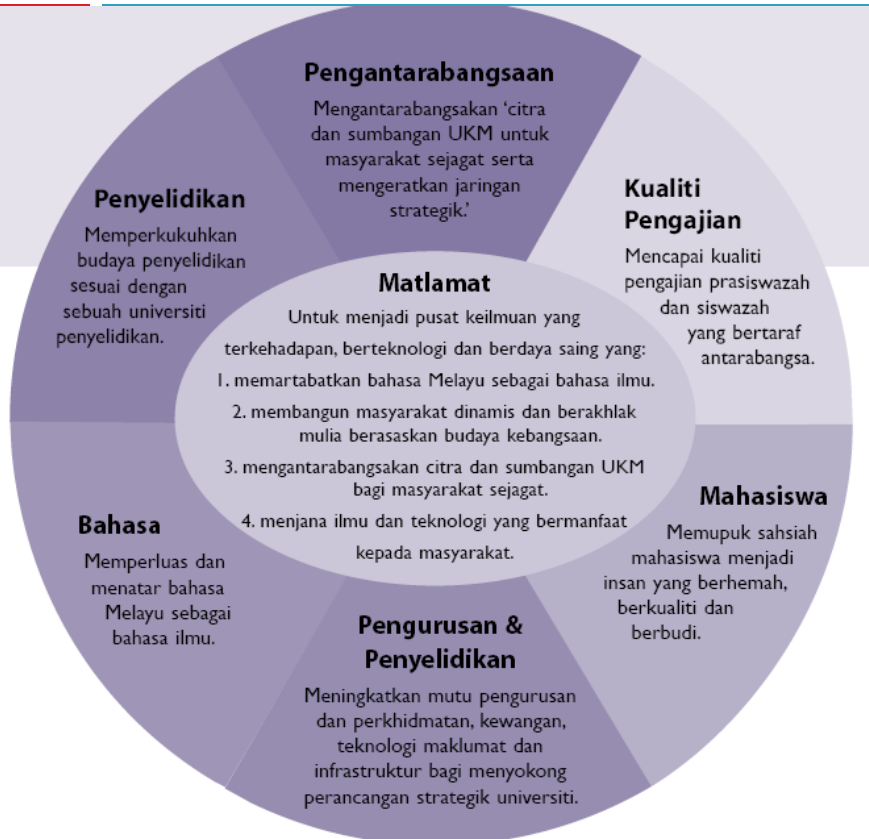 Pengantarabangsaan
Mengantarabangsakan ‘citra
dan sumbangan UKM untuk
masyarakat sejagat serta
mengeratkan jaringan
strategik.’
Kualiti
Pengajian
Mencapai kualiti
pengajian prasiswazah
dan siswazah
yang bertaraf
antarabangsa.
Mahasiswa
Memupuk sahsiah
mahasiswa menjadi
insan yang berhemah,
berkualiti dan
berbudi.
Pengurusan &
Penyelidikan
Meningkatkan mutu pengurusan
dan perkhidmatan, kewangan,
teknologi maklumat dan
infrastruktur bagi menyokong
perancangan strategik universiti.
Bahasa
Memperluas dan
menatar bahasa
Melayu sebagai
bahasa ilmu.
Penyelidikan
Memperkukuhkan
budaya penyelidikan
sesuai dengan
sebuah universiti
penyelidikan.
Matlamat
Untuk menjadi pusat keilmuan yang
terkehadapan, berteknologi dan berdaya saing yang:
1. memartabatkan bahasa Melayu sebagai bahasa ilmu.
2. membangun masyarakat dinamis dan berakhlak
mulia berasaskan budaya kebangsaan.
3. mengantarabangsakan citra dan sumbangan UKM
bagi masyarakat sejagat.
4. menjana ilmu dan teknologi yang bermanfaat
kepada masyarakat.